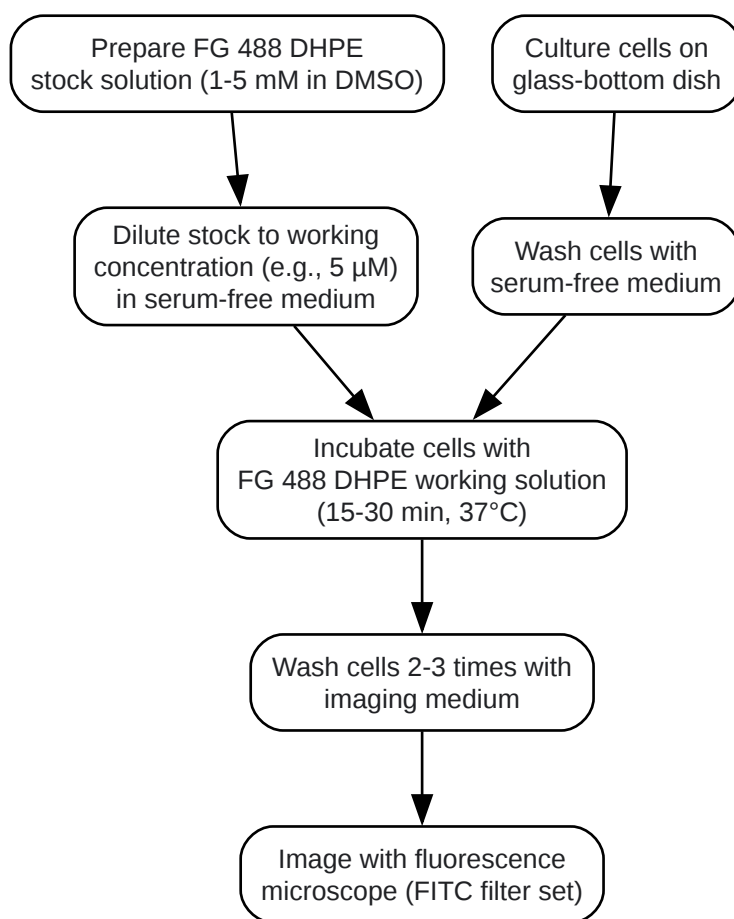 Prepare FG 488 DHPE
stock solution (1-5 mM in DMSO)
Culture cells on
glass-bottom dish
Dilute stock to working
concentration (e.g., 5 µM)
in serum-free medium
Wash cells with
serum-free medium
Incubate cells with
FG 488 DHPE working solution
(15-30 min, 37°C)
Wash cells 2-3 times with
imaging medium
Image with fluorescence
microscope (FITC filter set)